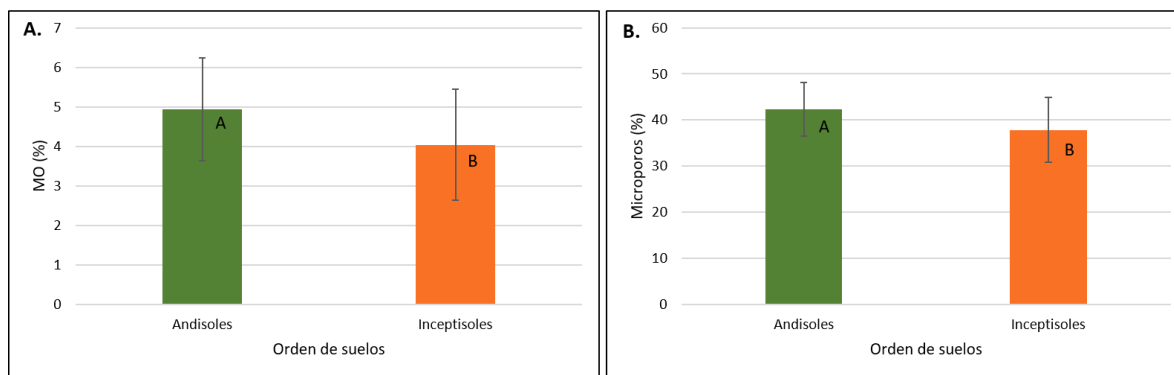 A.
MO (%)
7
6
5
4
3
2
1
0
A
B
Andisoles Inceptisoles
Orden de suelos
B.
Microporos (%)
60
50
40
30
20
10
0
A
B
Andisoles Inceptisoles
Orden de suelos